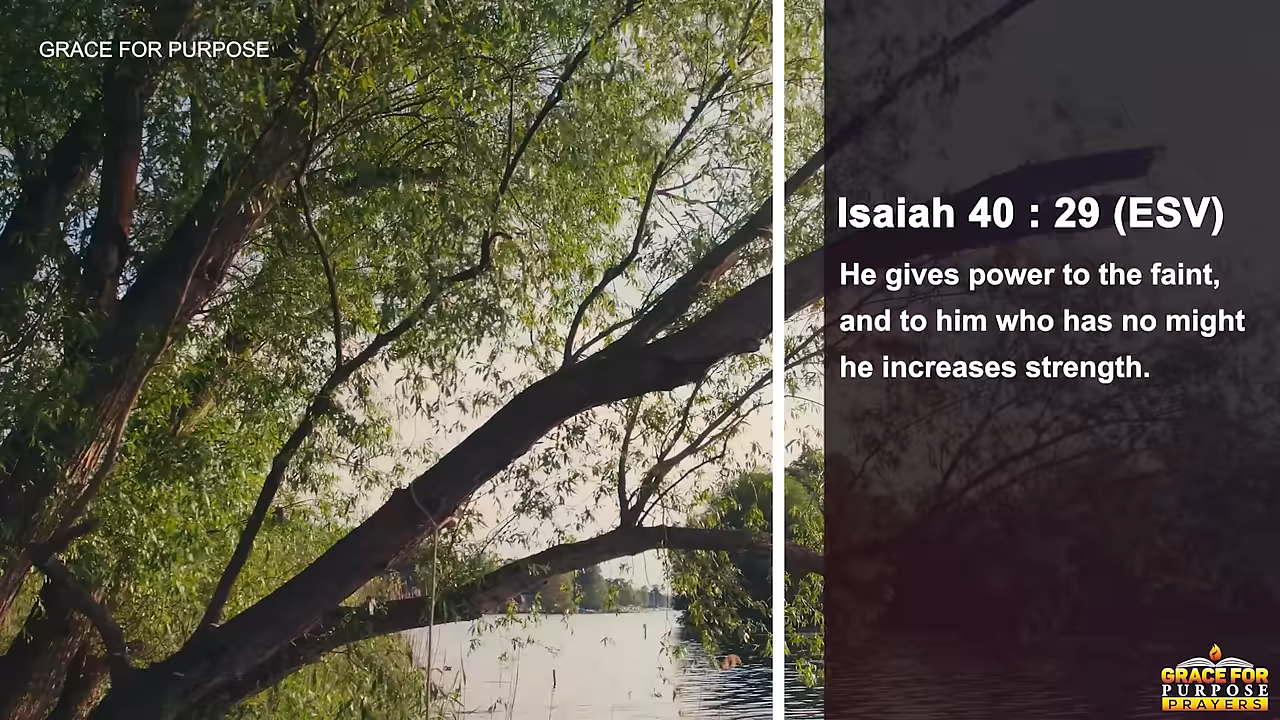 GRACE FOR PURPOSE
Isaiah 40 : 29 (ESV)
He gives power to the faint,
and to him who has no might
he increases strength.
GRACE FOR
PURPOSE
PRAYERS